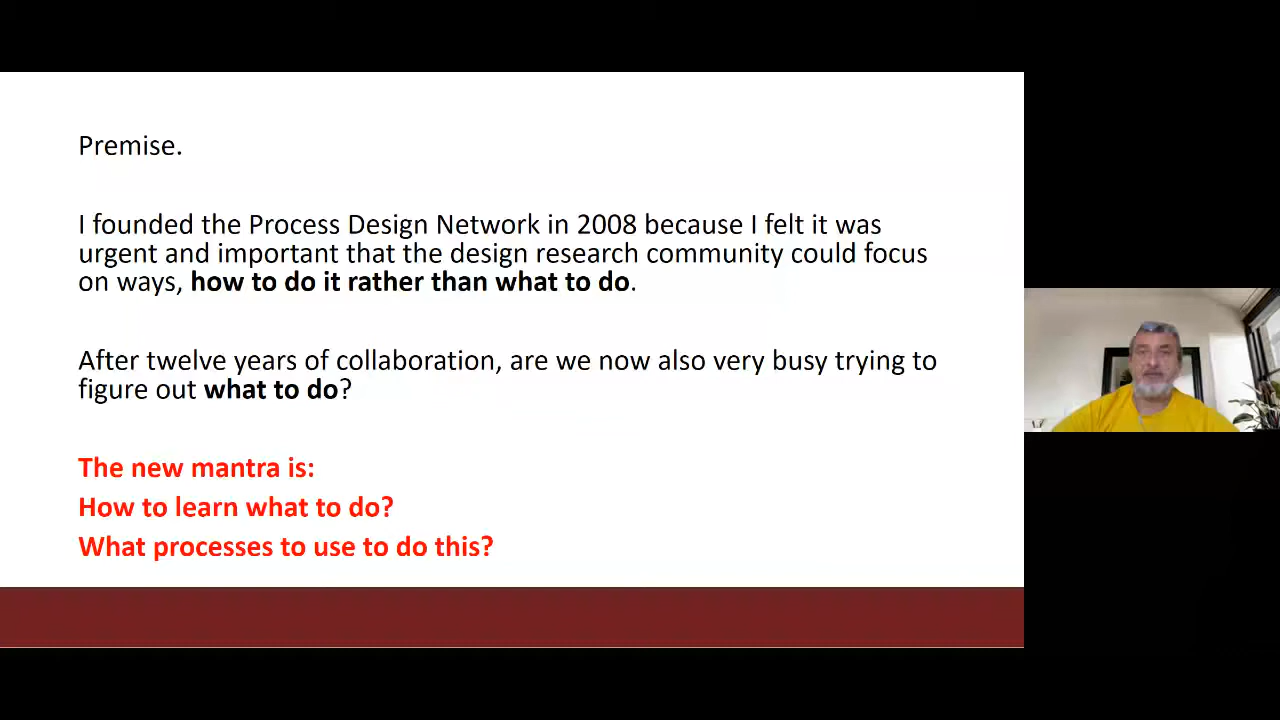 Premise.
I founded the Process Design Network in 2008 because I felt it was
urgent and important that the design research community could focus
on ways, how to do it rather than what to do.
After twelve years of collaboration, are we now also very busy trying to
figure out what to do?
The new mantra is:
How to learn what to do?
What processes to use to do this?